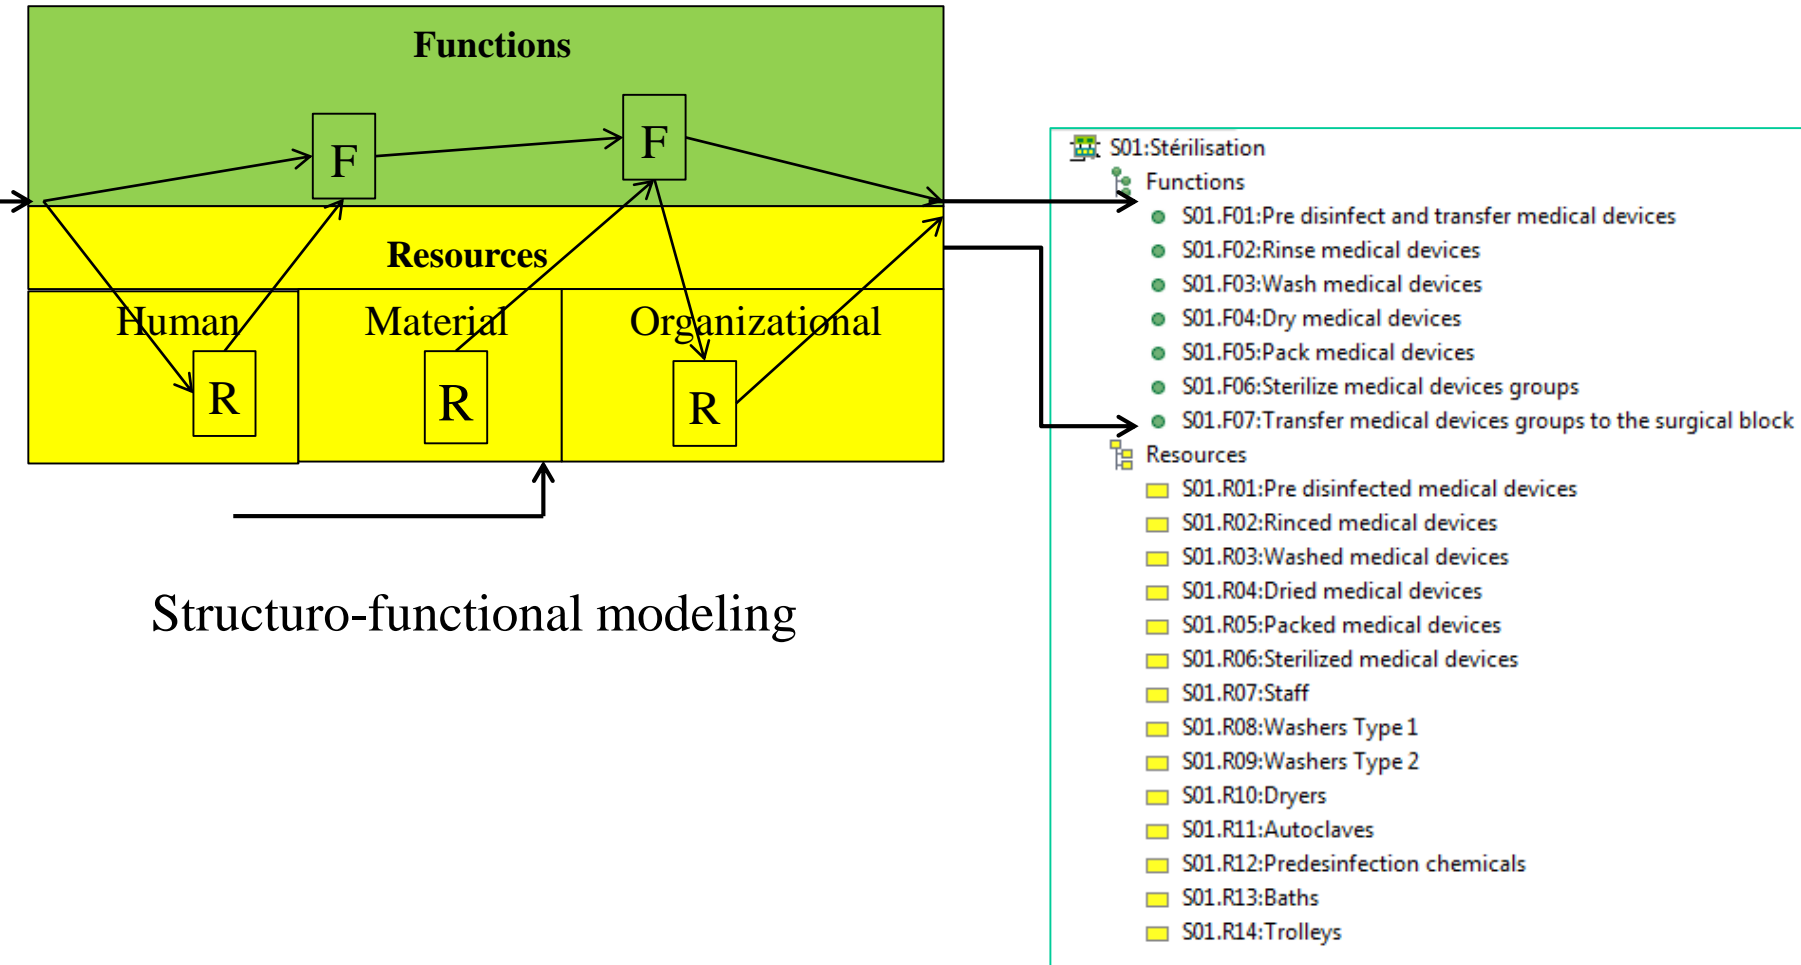 Functions
F
F
Resources
Human
Material
Organizational
R
R
R
Structuro-functional modeling
S01:Stérilisation
Functions
S01.F01:Pre disinfect and transfer medical devices
S01.F02:Rinse medical devices
S01.F03:Wash medical devices
S01.F04:Dry medical devices
S01.F05:Pack medical devices
S01.F06:Sterilize medical devices groups
S01.F07:Transfer medical devices groups to the surgical block
Resources
S01.R01:Pre disinfected medical devices
S01.R02:Rinced medical devices
S01.R03:Washed medical devices
S01.R04:Dried medical devices
S01.R05:Packed medical devices
S01.R06:Sterilized medical devices
S01.R07:Staff
S01.R08:Washers Type 1
S01.R09:Washers Type 2
S01.R10:Dryers
S01.R11:Autoclaves
S01.R12:Predesinfection chemicals
S01.R13:Baths
S01.R14:Trolleys